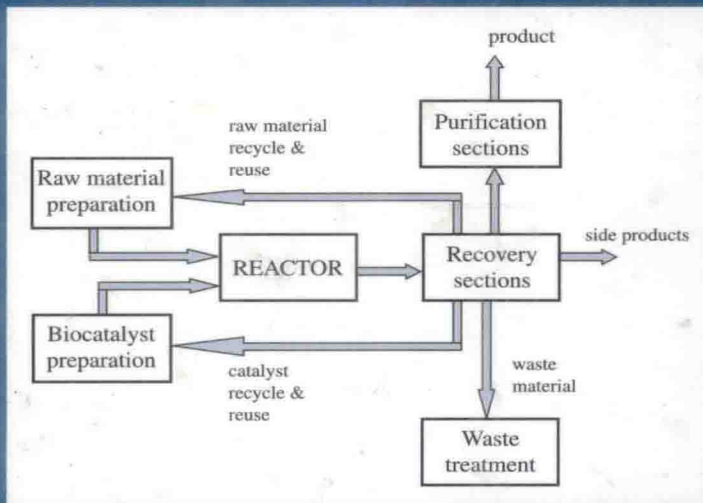 product
Purification
sections
raw material
recycle &
reuse
Raw material
preparation
REACTOR
Recovery
sections
side products
Biocatalyst
preparation
catalyst
recycle &
reuse
waste
material
Waste
treatment